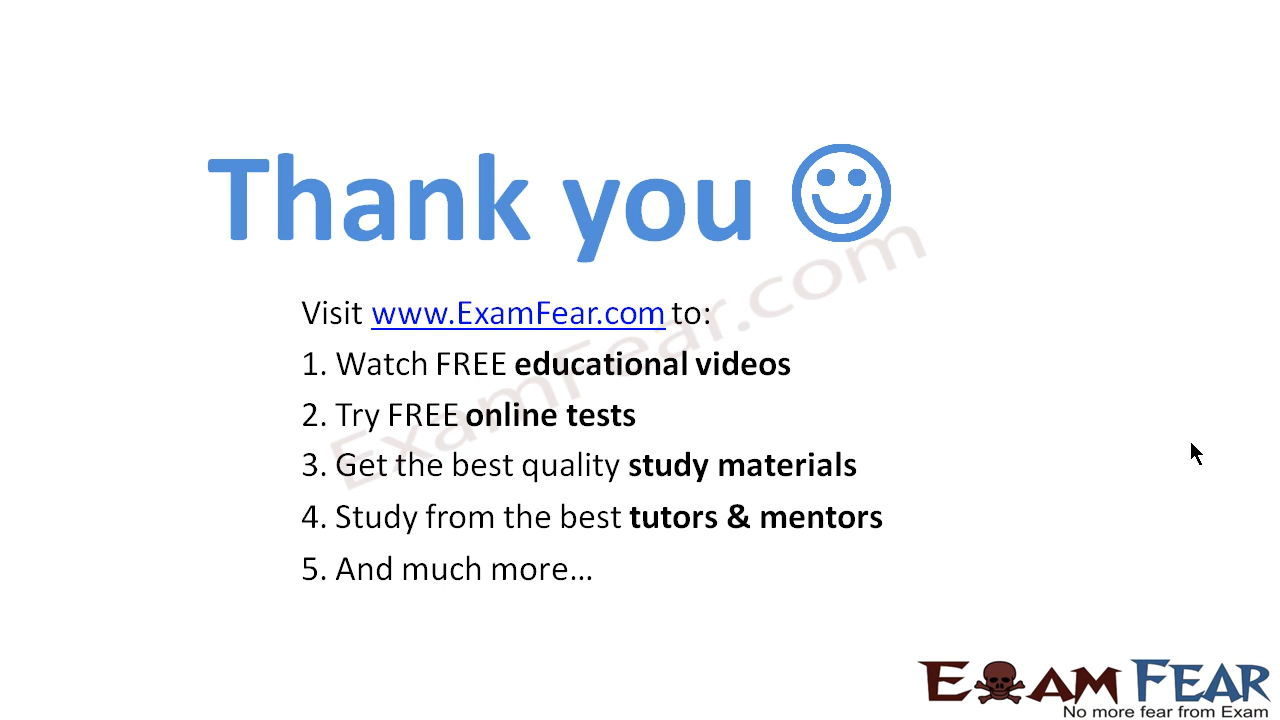 Thank you
Visit www.ExamFear.com to:
1. Watch FREE educational videos
2. Try FREE online tests
3. Get the best quality study materials
4. Study from the best tutors & mentors
5. And much more…
ExamFear.com
EXAM FEAR
No more fear from Exam